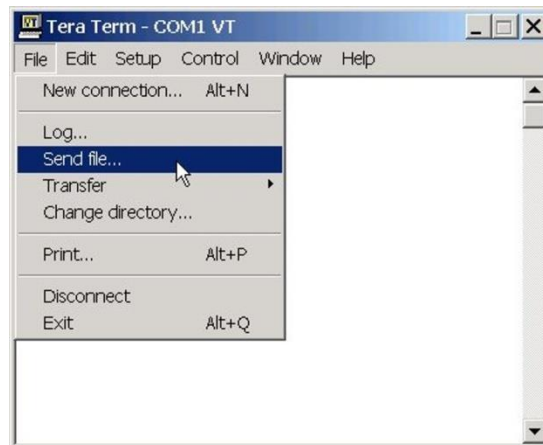 Tera Term - COM1 VT
File Edit Setup Control Window Help
New connection... Alt+N
Log...
Send file...
Transfer
Change directory...
Print... Alt+P
Disconnect
Exit Alt+Q